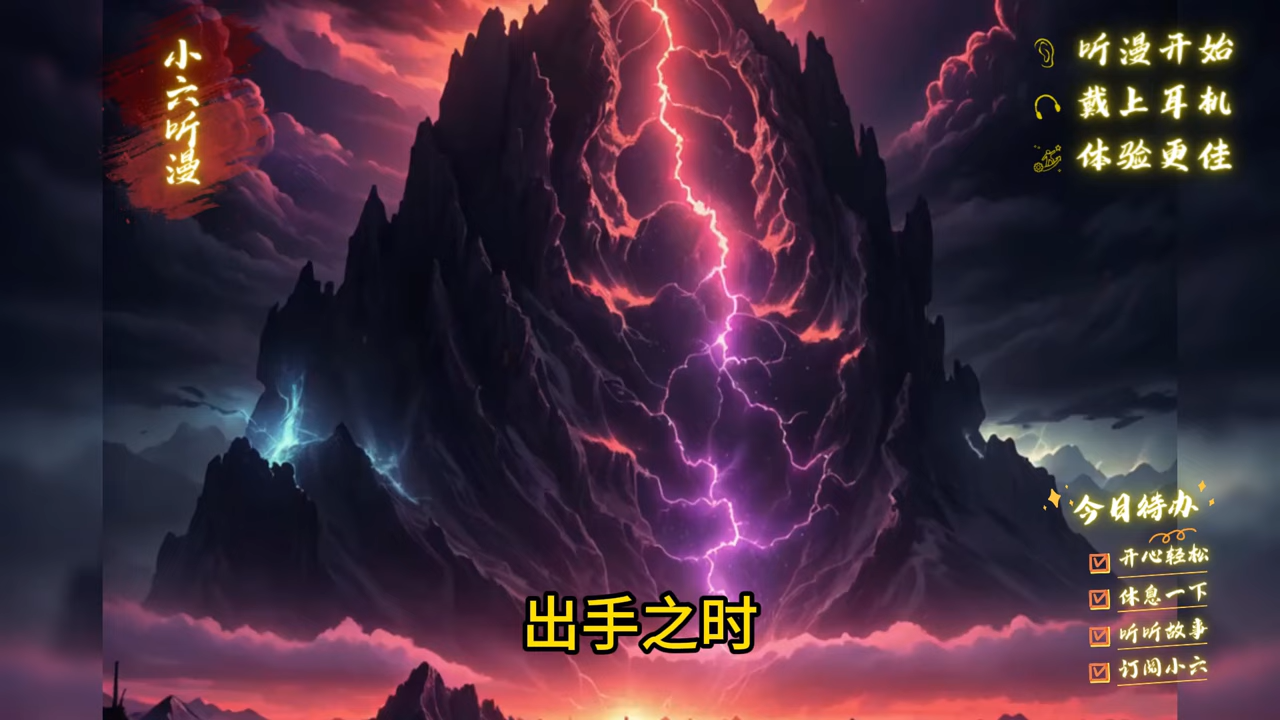 小六听漫
听漫开始
戴上耳机
体验更佳
今日待办
开心轻松
休息一下
听听故事
订阅小六
出手之时